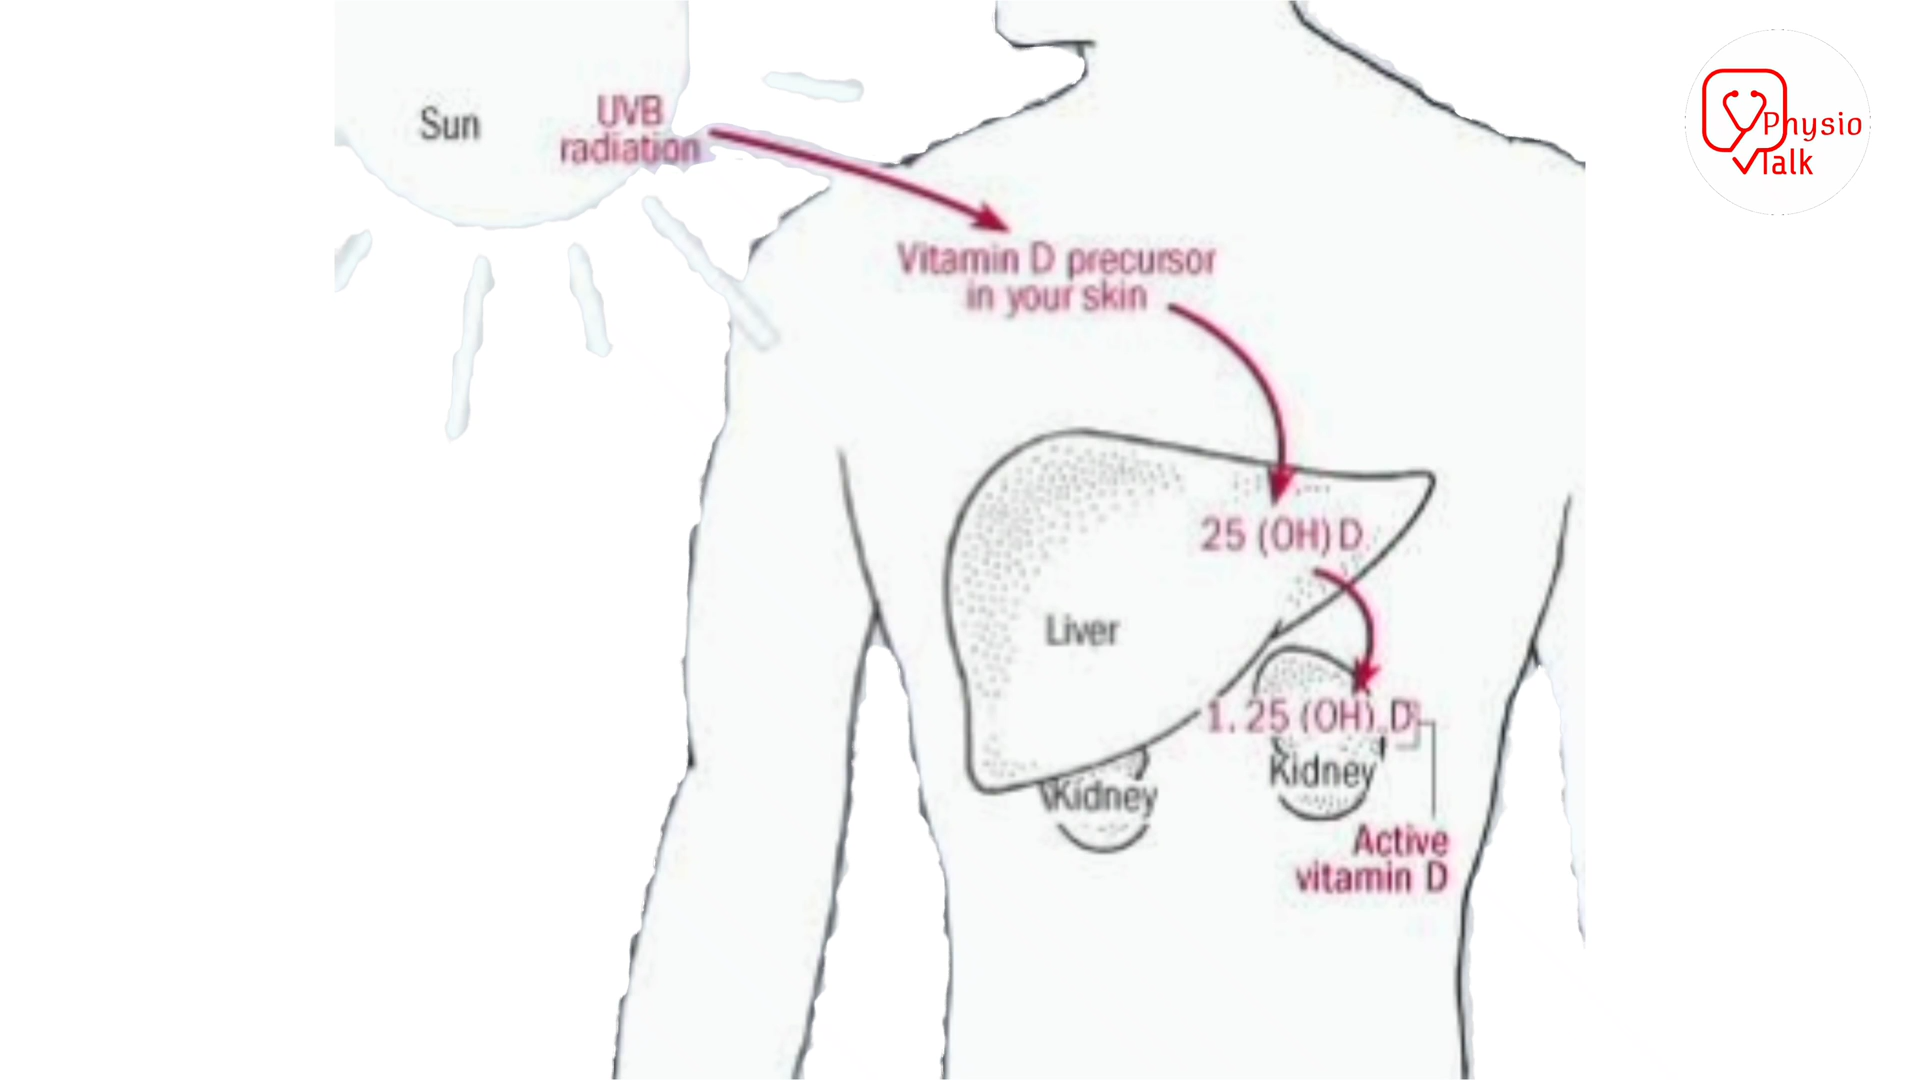 Sun
UVB
radiation
Physio
Talk
Vitamin D precursor
in your skin
25 (OH) D
Liver
1. 25 (OH) D
Kidney
Kidney
Active
vitamin D